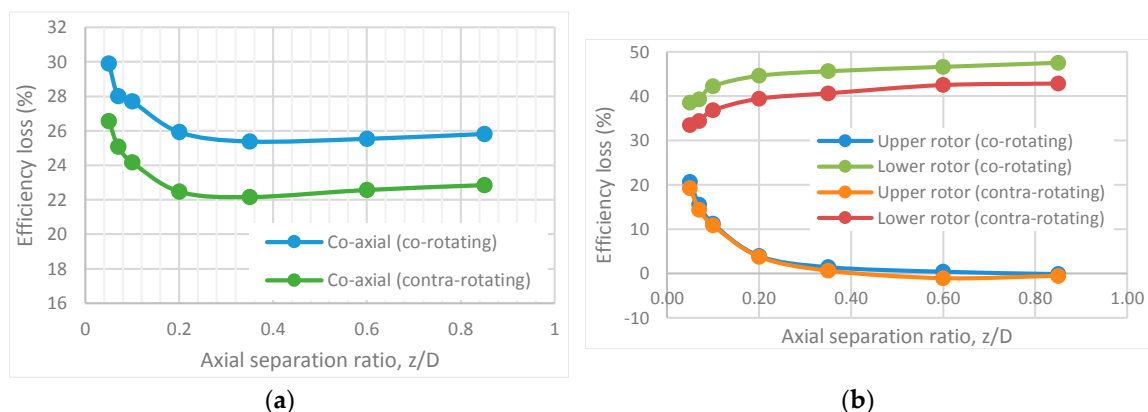 32
30
28
26
24
22
20
18
16
Efficiency loss (%)
Co-axial (co-rotating)
Co-axial (contra-rotating)
0 0.2 0.4 0.6 0.8 1
Axial separation ratio, z/D
(a)
50
40
30
20
10
0
-10
Efficiency loss (%)
Upper rotor (co-rotating)
Lower rotor (co-rotating)
Upper rotor (contra-rotating)
Lower rotor (contra-rotating)
0.00 0.20 0.40 0.60 0.80 1.00
Axial separation ratio, z/D
(b)